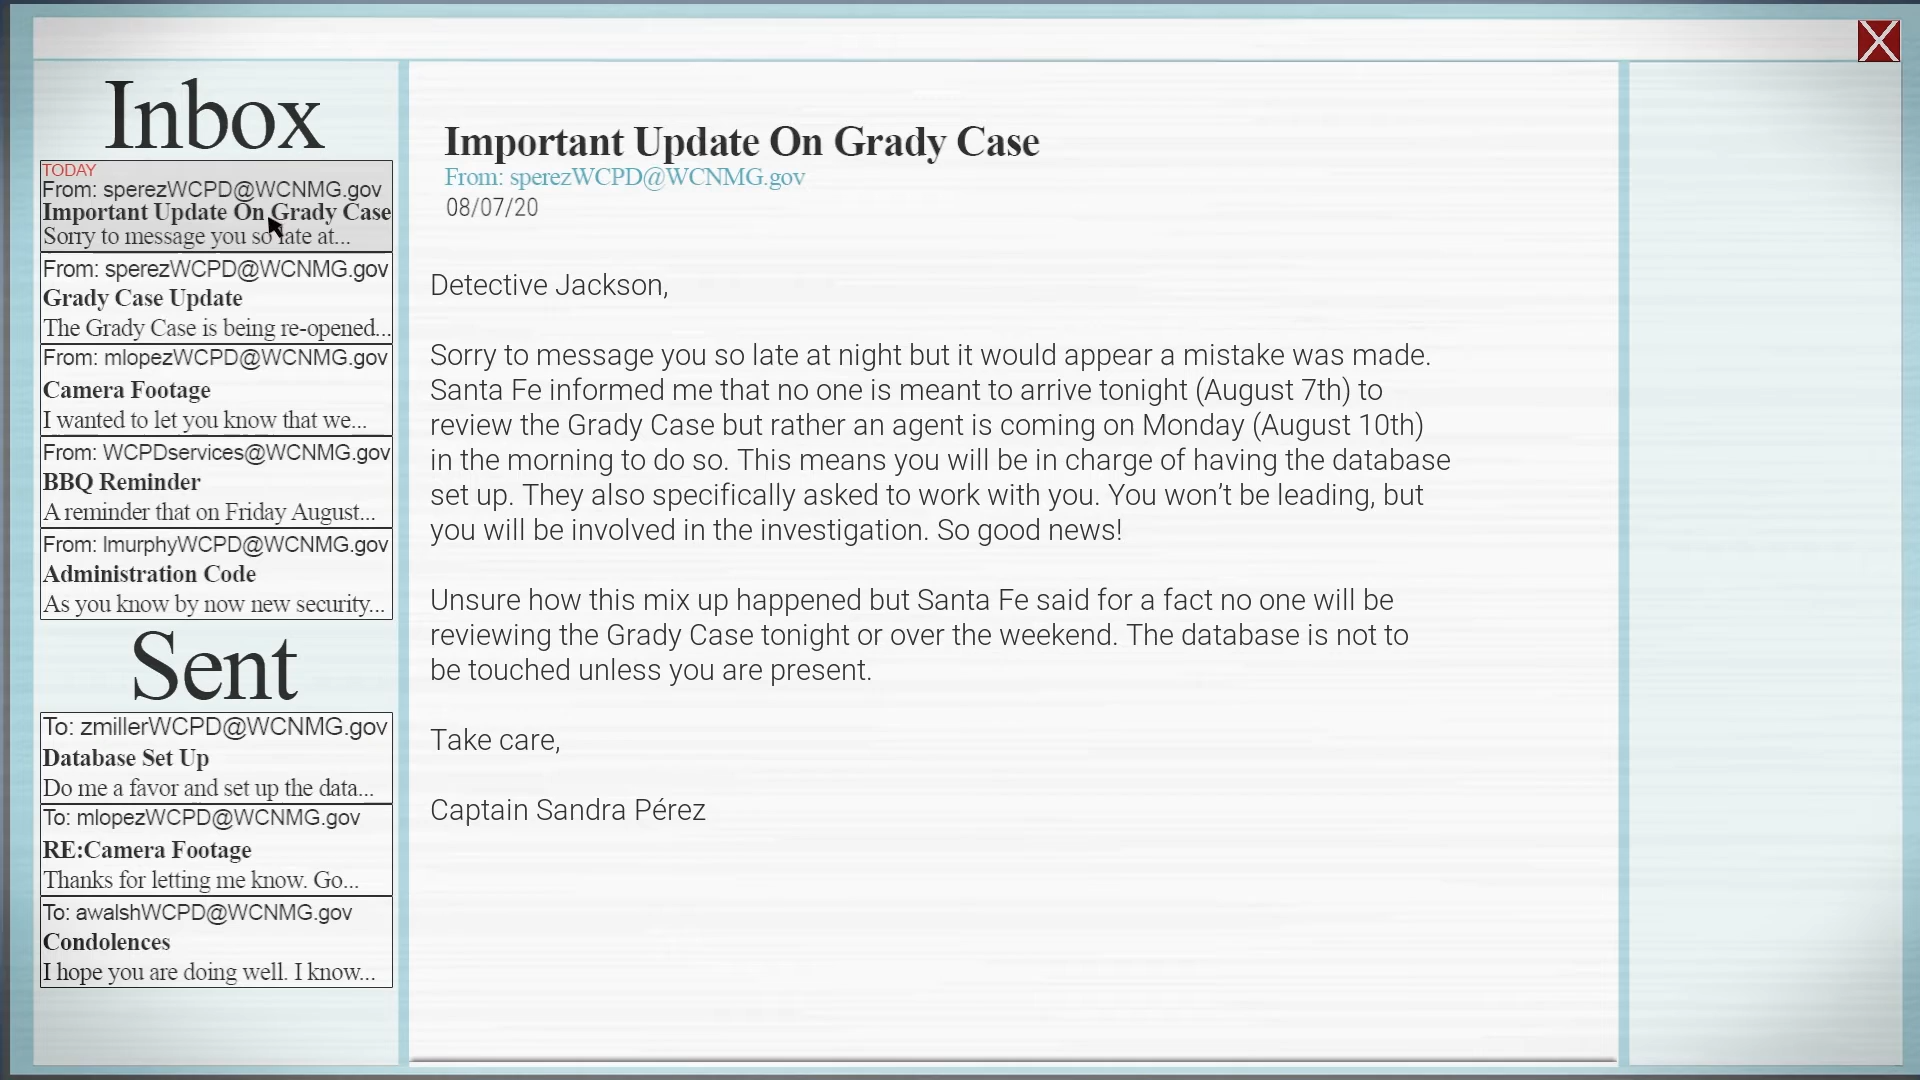 Inbox
TODAY
From: sperezWCPD@WCNMG.gov
Important Update On Grady Case
Sorry to message you so late at...
From: sperezWCPD@WCNMG.gov
Grady Case Update
The Grady Case is being re-opened...
From: mlopezWCPD@WCNMG.gov
Camera Footage
I wanted to let you know that we...
From: WCPDservices@WCNMG.gov
BBQ Reminder
A reminder that on Friday August...
From: lmurphyWCPD@WCNMG.gov
Administration Code
As you know by now new security...
Sent
To: zmillerWCPD@WCNMG.gov
Database Set Up
Do me a favor and set up the data...
To: mlopezWCPD@WCNMG.gov
RE:Camera Footage
Thanks for letting me know. Go...
To: awalshWCPD@WCNMG.gov
Condolences
I hope you are doing well. I know...
Important Update On Grady Case
From: sperezWCPD@WCNMG.gov
08/07/20
Detective Jackson,
Sorry to message you so late at night but it would appear a mistake was made.
Santa Fe informed me that no one is meant to arrive tonight (August 7th) to
review the Grady Case but rather an agent is coming on Monday (August 10th)
in the morning to do so. This means you will be in charge of having the database
set up. They also specifically asked to work with you. You won’t be leading, but
you will be involved in the investigation. So good news!
Unsure how this mix up happened but Santa Fe said for a fact no one will be
reviewing the Grady Case tonight or over the weekend. The database is not to
be touched unless you are present.
Take care,
Captain Sandra Pérez